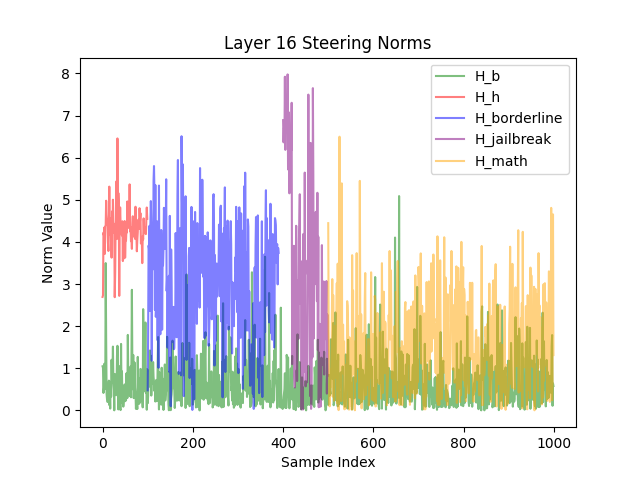 Layer 16 Steering Norms
H_b
H_h
H_borderline
H_jailbreak
H_math
Norm Value
8
7
6
5
4
3
2
1
0
0 200 400 600 800 1000
Sample Index